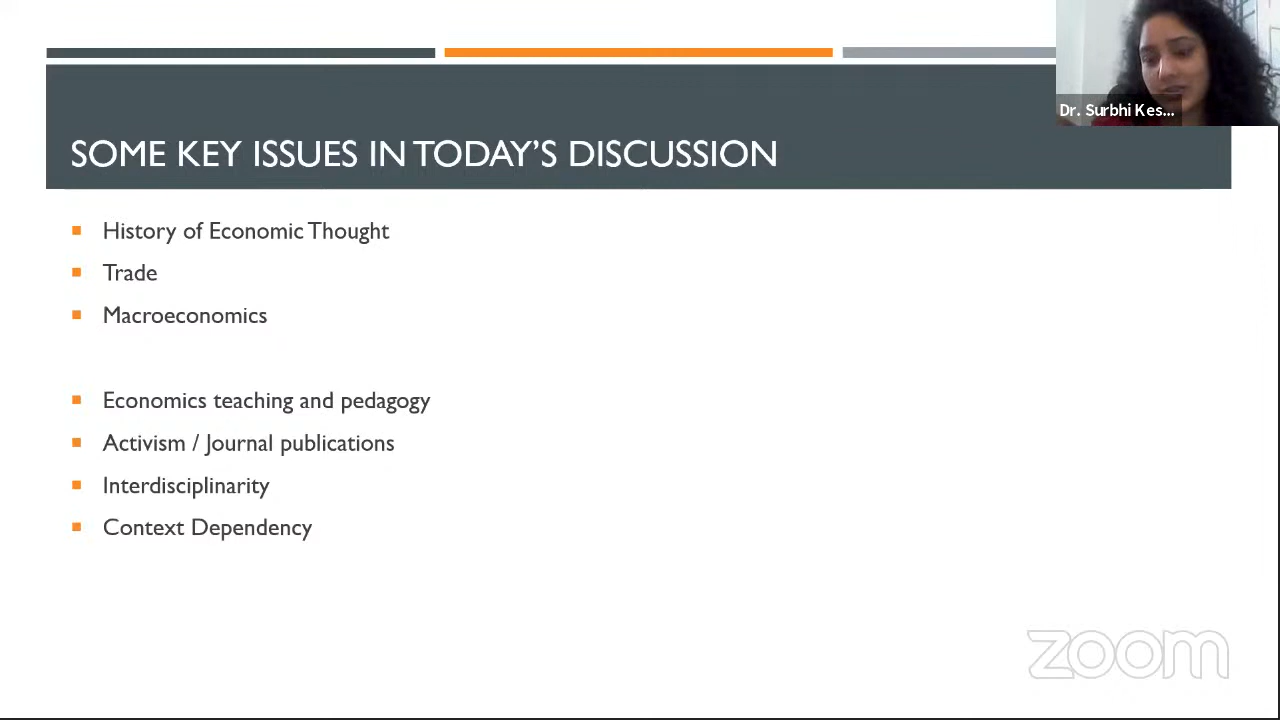 Dr. Surbhi Kes...
SOME KEY ISSUES IN TODAY'S DISCUSSION
History of Economic Thought
Trade
Macroeconomics
Economics teaching and pedagogy
Activism / Journal publications
Interdisciplinarity
Context Dependency
zoom